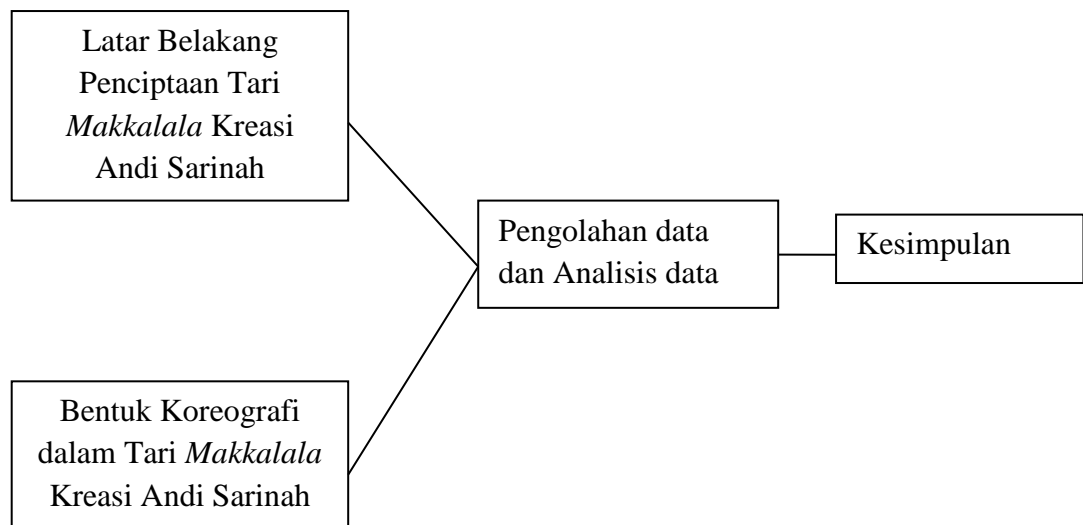 Latar Belakang
Penciptaan Tari
Makkalala Kreasi
Andi Sarinah
Pengolahan data
dan Analisis data
Kesimpulan
Bentuk Koreografi
dalam Tari Makkalala
Kreasi Andi Sarinah